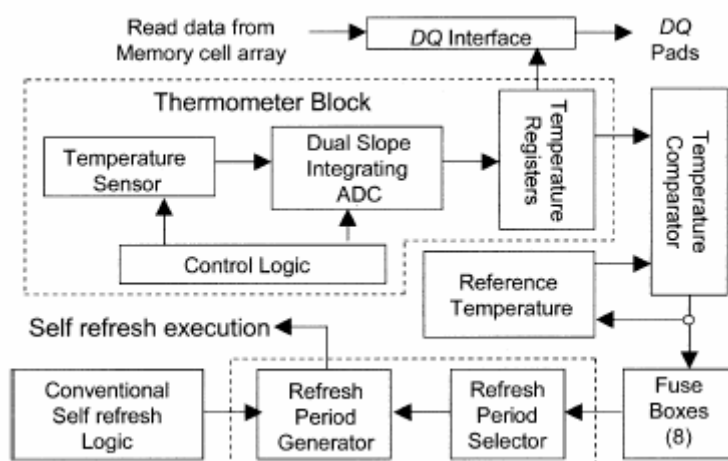 Read data from
Memory cell array
DQ Interface
DQ
Pads
Thermometer Block
Temperature
Sensor
Dual Slope
Integrating
ADC
Temperature
Registers
Temperature
Comparator
Control Logic
Reference
Temperature
Self refresh execution
Conventional
Self refresh
Logic
Refresh
Period
Generator
Refresh
Period
Selector
Fuse
Boxes
(8)